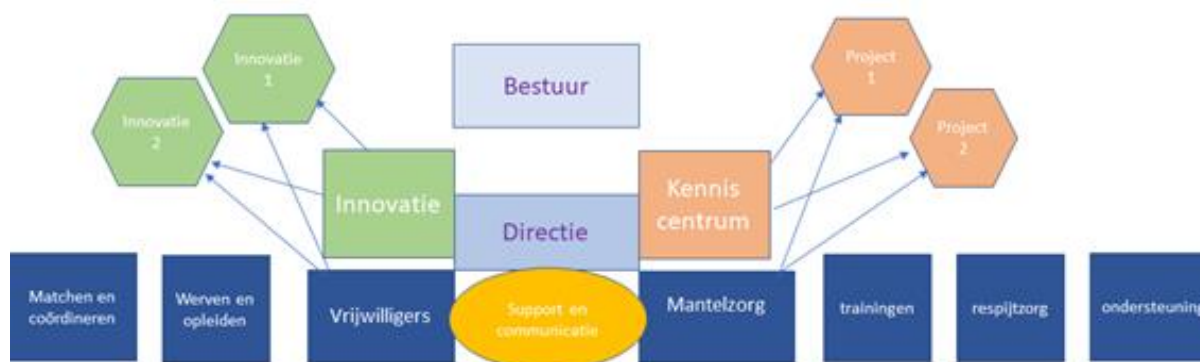 Innovatie
1
Innovatie
2
Bestuur
Project
1
Project
2
Innovatie
Directie
Kennis
centrum
Matchen en
coördineren
Werven en
opleiden
Vrijwilligers
Support en
communicatie
Mantelzorg
trainingen
respijtzorg
ondersteuning